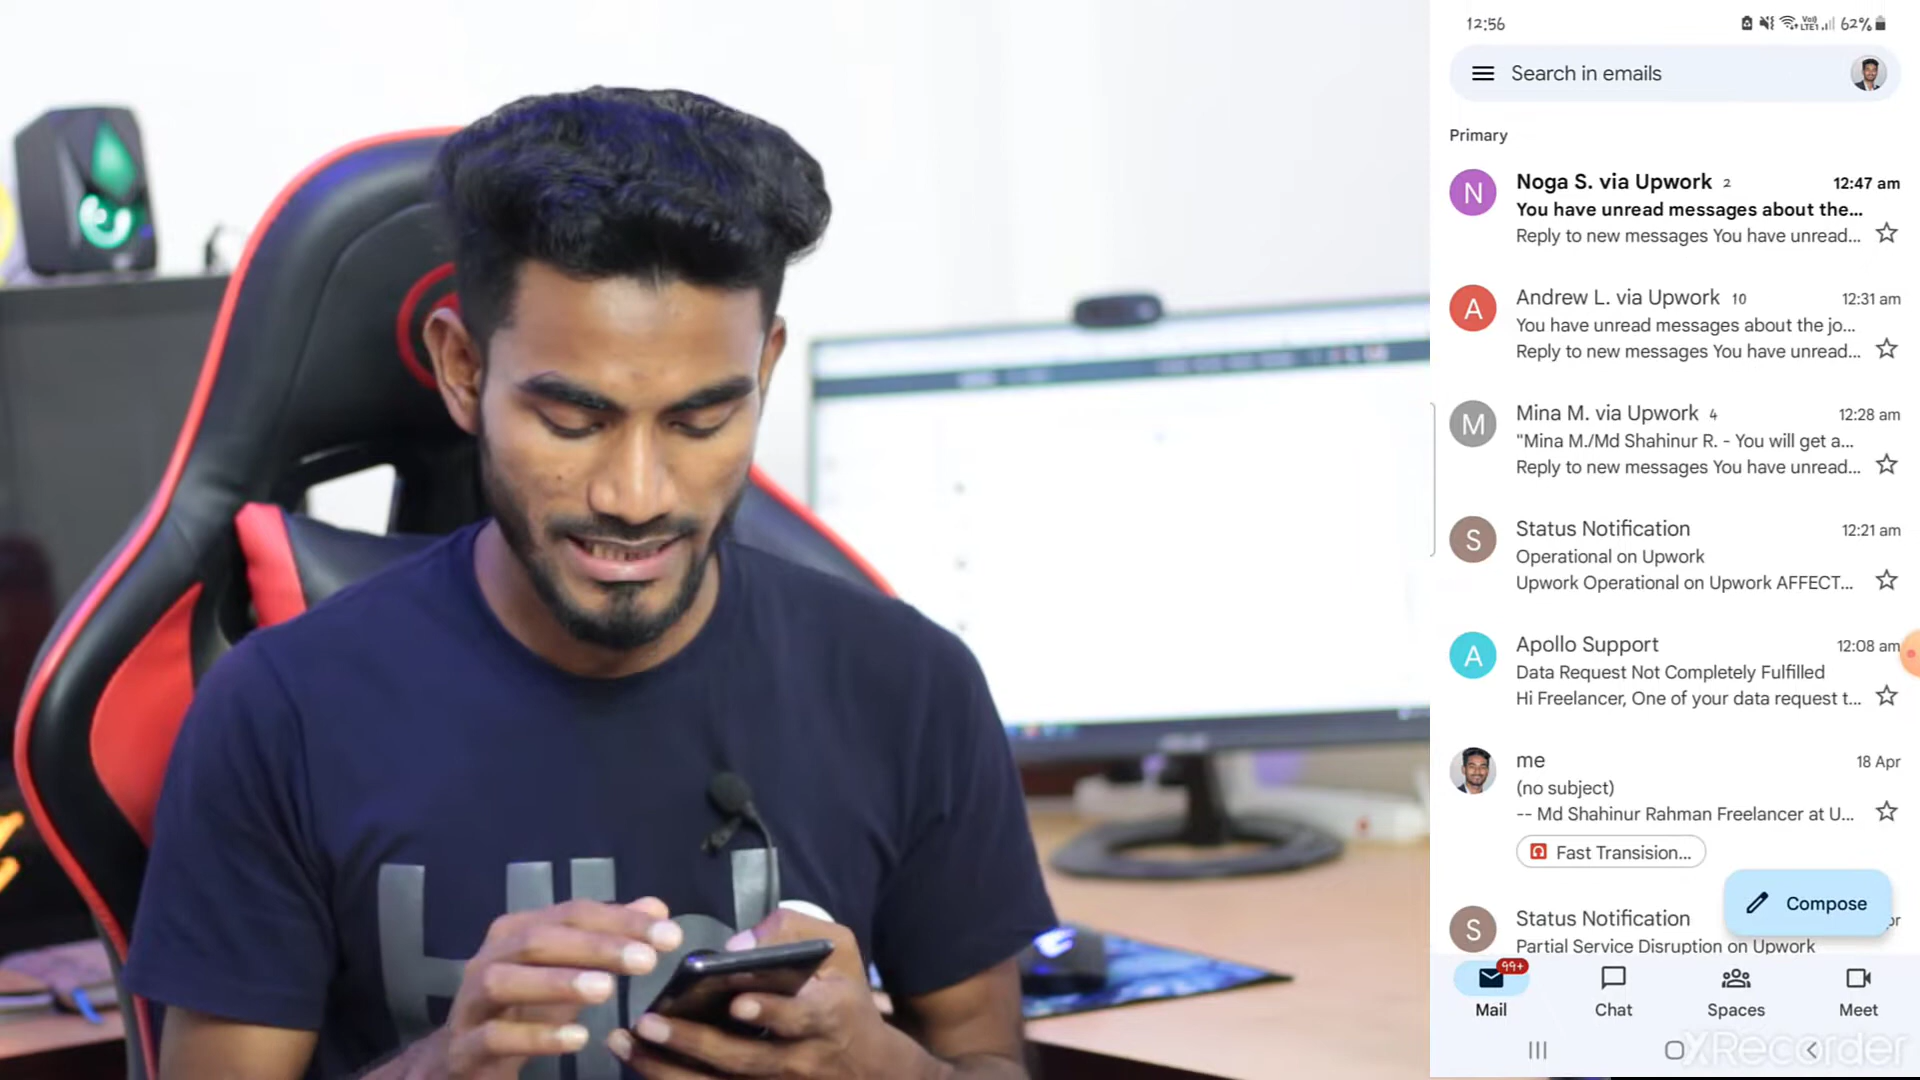 12:56
62%
Search in emails
Primary
N
Noga S. via Upwork 2
12:47 am
You have unread messages about the...
Reply to new messages You have unread...
A
Andrew L. via Upwork 10
12:31 am
You have unread messages about the jo...
Reply to new messages You have unread...
M
Mina M. via Upwork 4
12:28 am
"Mina M./Md Shahinur R. - You will get a...
Reply to new messages You have unread...
S
Status Notification
12:21 am
Operational on Upwork
Upwork Operational on Upwork AFFECT...
A
Apollo Support
12:08 am
Data Request Not Completely Fulfilled
Hi Freelancer, One of your data request t...
me
18 Apr
(no subject)
-- Md Shahinur Rahman Freelancer at U...
Fast Transision...
S
Status Notification
Compose
Partial Service Disruption on Upwork
99+
Mail
Chat
Spaces
Meet
XRecorder